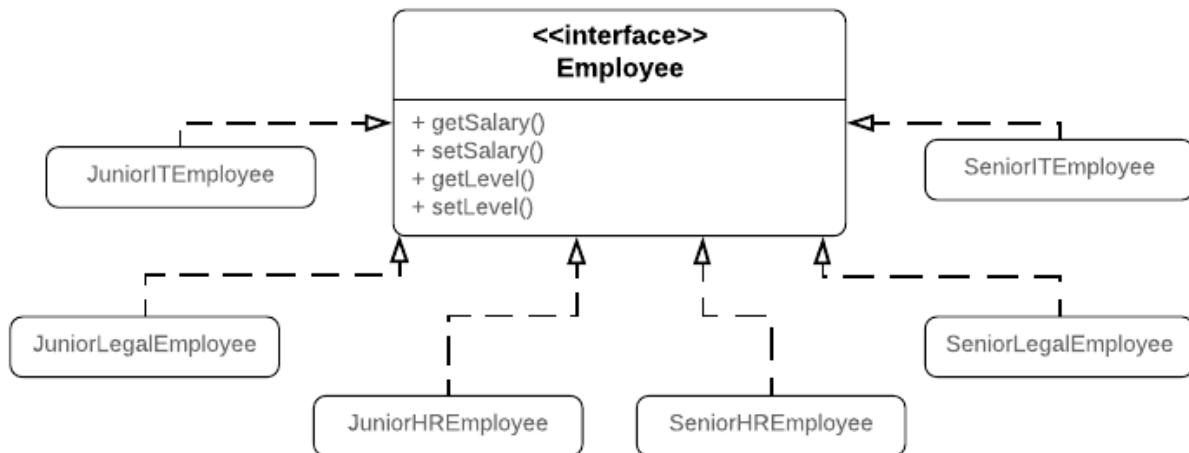 <<interface>>
Employee
+ getSalary()
+ setSalary()
+ getLevel()
+ setLevel()
JuniorITEmployee
SeniorITEmployee
JuniorLegalEmployee
SeniorLegalEmployee
JuniorHREmployee
SeniorHREmployee